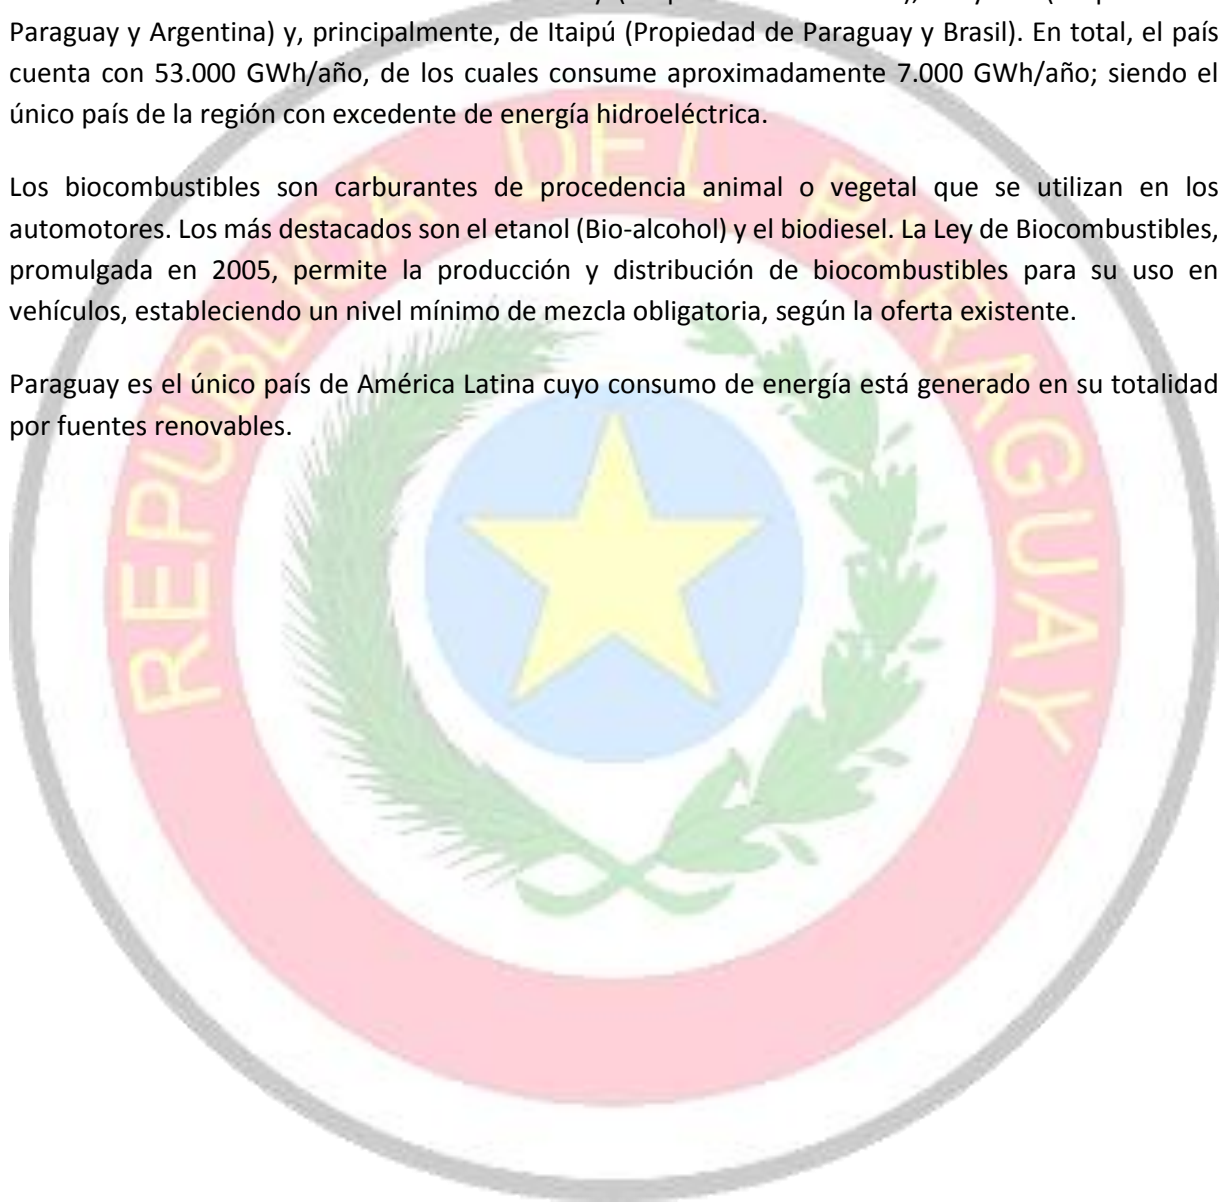 Paraguay y Argentina) y, principalmente, de Itaipú (Propiedad de Paraguay y Brasil). En total, el país
cuenta con 53.000 GWh/año, de los cuales consume aproximadamente 7.000 GWh/año; siendo el
único país de la región con excedente de energía hidroeléctrica.
Los biocombustibles son carburantes de procedencia animal o vegetal que se utilizan en los
automotores. Los más destacados son el etanol (Bio-alcohol) y el biodiesel. La Ley de Biocombustibles,
promulgada en 2005, permite la producción y distribución de biocombustibles para su uso en
vehículos, estableciendo un nivel mínimo de mezcla obligatoria, según la oferta existente.
Paraguay es el único país de América Latina cuyo consumo de energía está generado en su totalidad
por fuentes renovables.
REPUBLICA DEL PARAGUAY